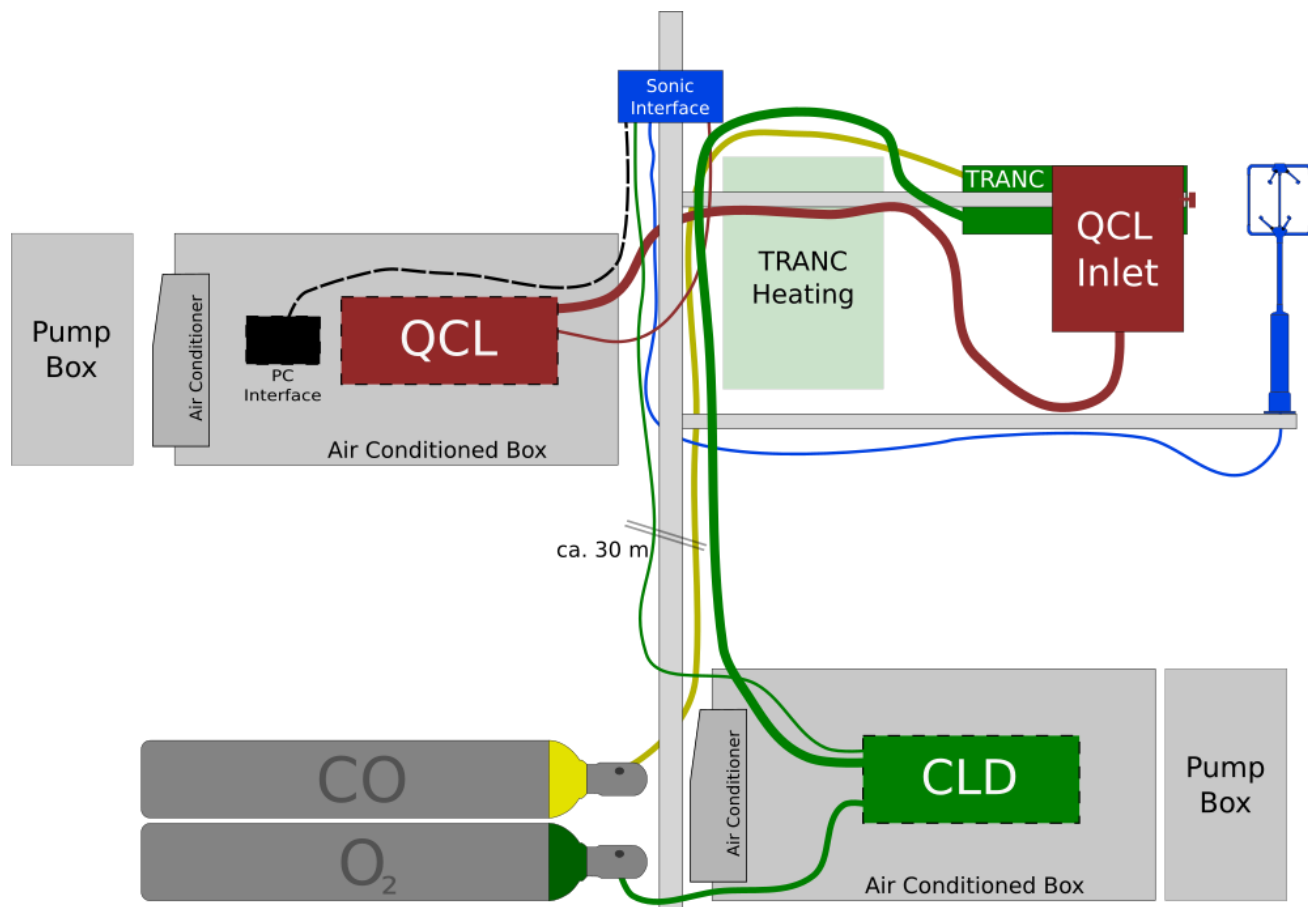 Sonic
Interface
TRANC
QCL
Inlet
TRANC
Heating
Pump
Box
Air Conditioner
QCL
PC
Interface
Air Conditioned Box
ca. 30 m
CO
O₂
Air Conditioner
CLD
Pump
Box
Air Conditioned Box